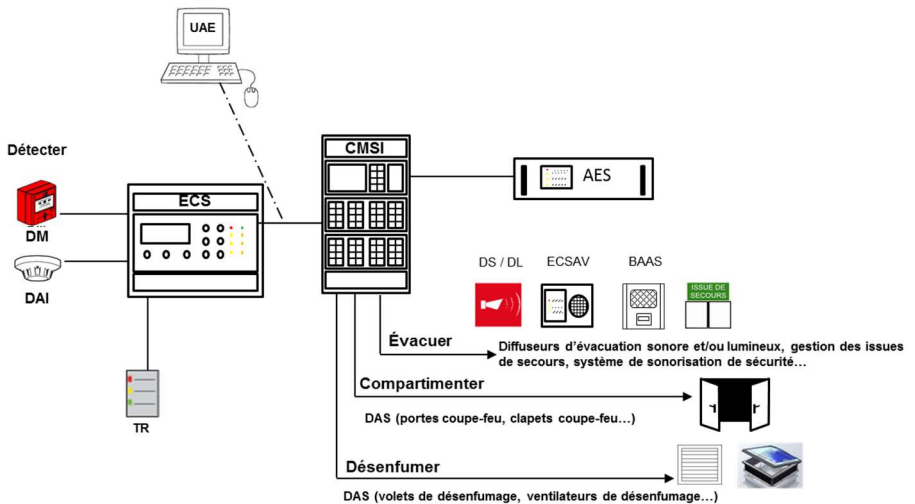 UAE
Détecter
CMSI
AES
ECS
DM
DAI
TR
DS / DL
ECSAV
BAAS
ISSUE DE
SECOURS
Évacuer
Diffuseurs d'évacuation sonore et/ou lumineux, gestion des issues
de secours, système de sonorisation de sécurité…
Compartimenter
DAS (portes coupe-feu, clapets coupe-feu…)
Désenfumer
DAS (volets de désenfumage, ventilateurs de désenfumage…)